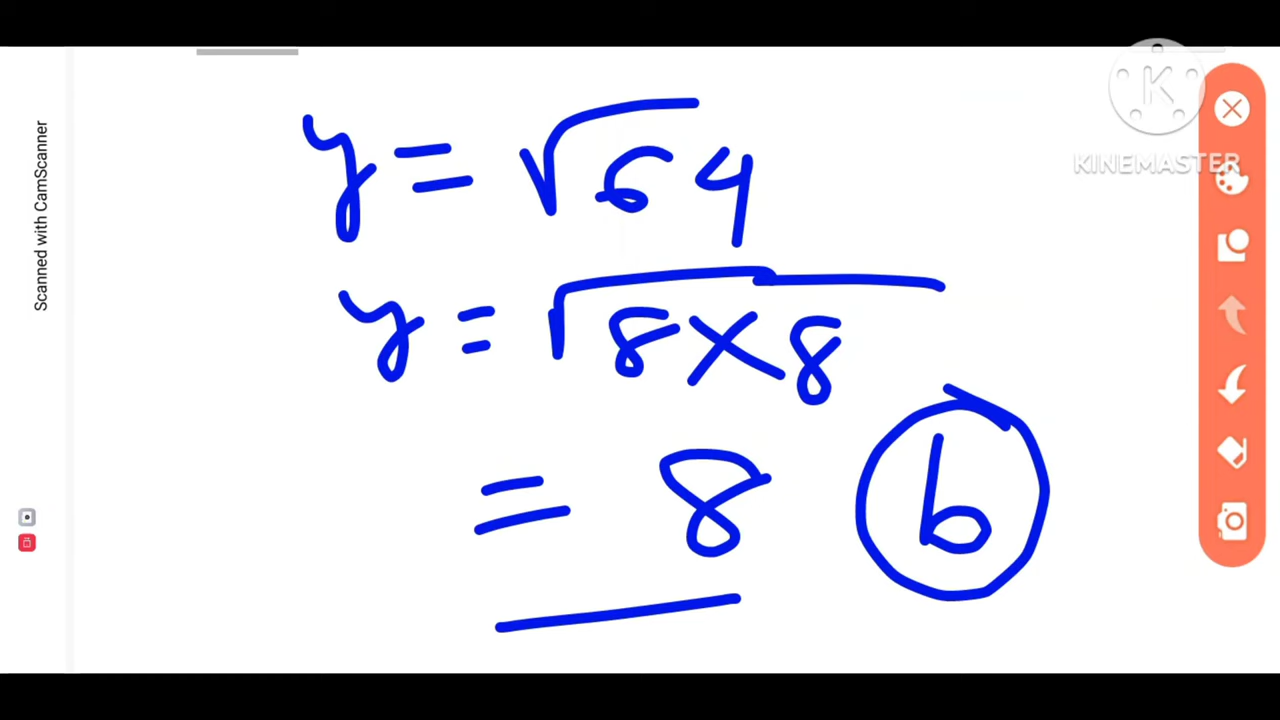 Scanned with CamScanner
K
KINEMASTER
y = √64
y = √8×8
= 8
b